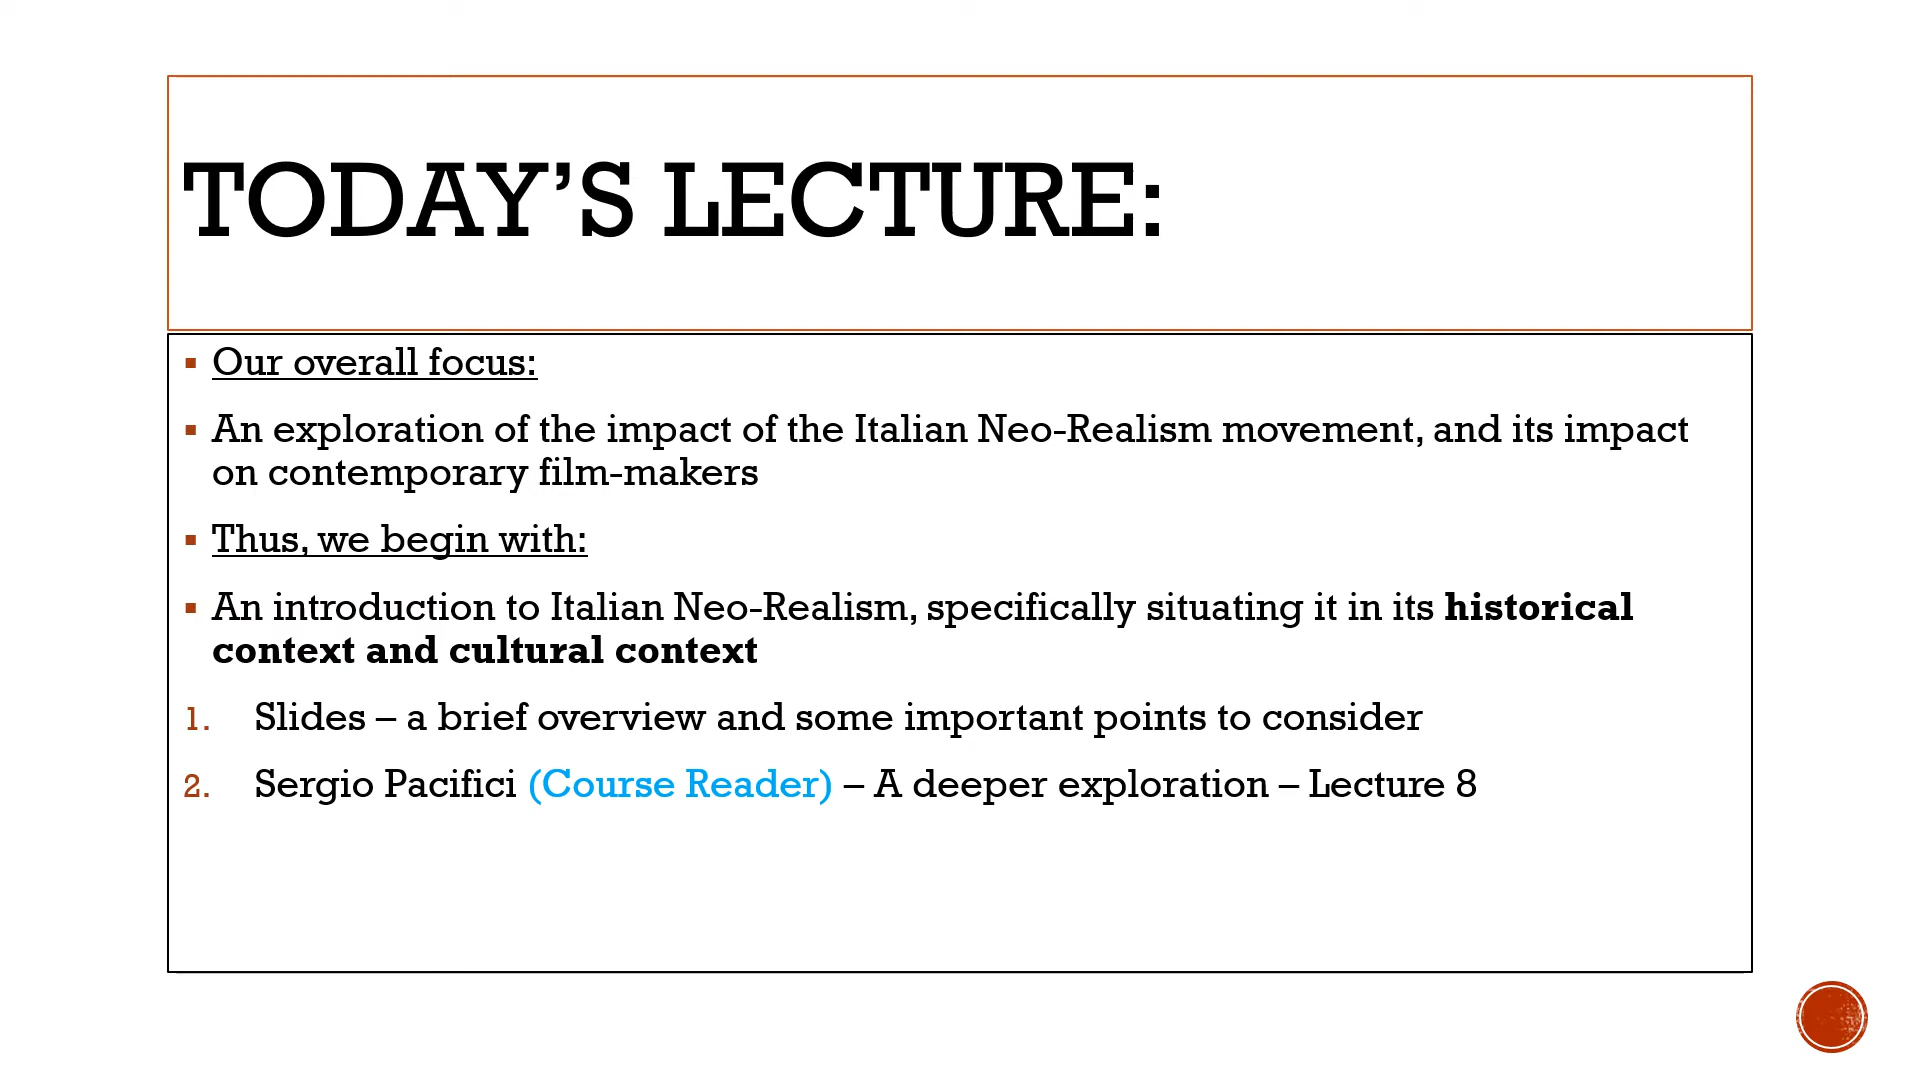 TODAY’S LECTURE:
▪ Our overall focus:
▪ An exploration of the impact of the Italian Neo-Realism movement, and its impact
on contemporary film-makers
▪ Thus, we begin with:
▪ An introduction to Italian Neo-Realism, specifically situating it in its historical
context and cultural context
1. Slides – a brief overview and some important points to consider
2. Sergio Pacifici (Course Reader) – A deeper exploration – Lecture 8